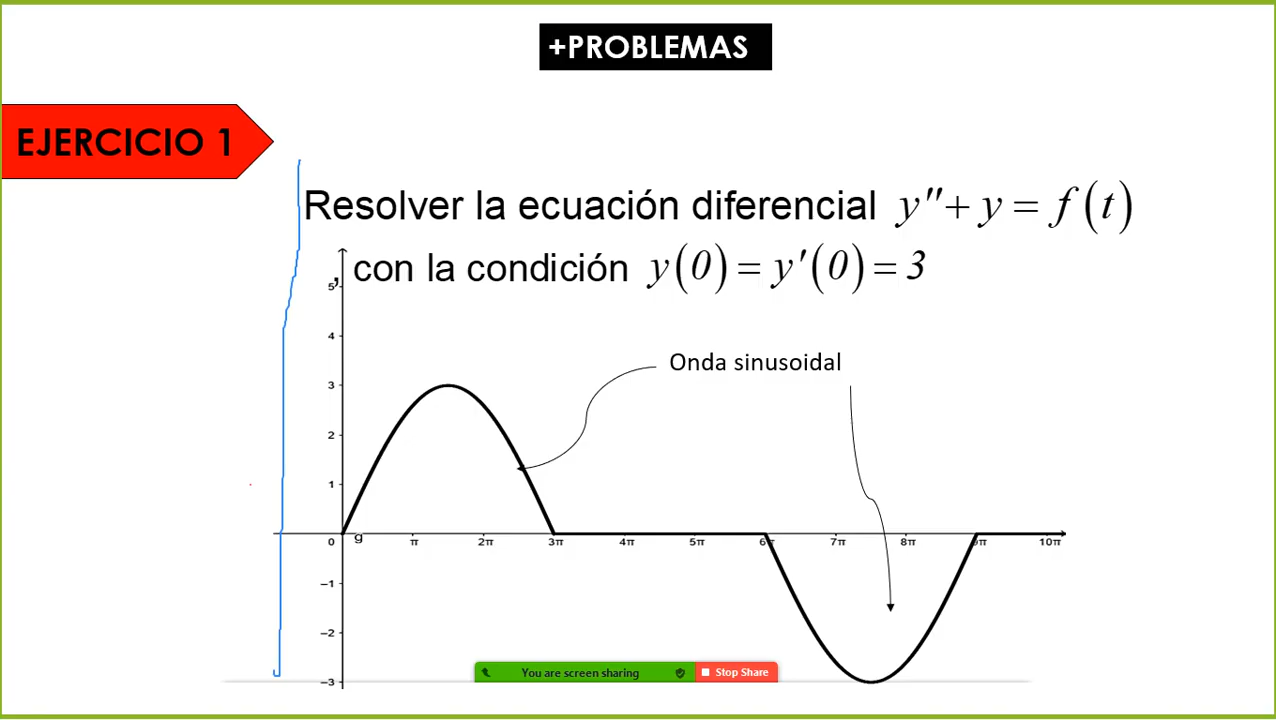 +PROBLEMAS
EJERCICIO 1
Resolver la ecuación diferencial y″+ y = f(t)
, con la condición y(0) = y′(0) = 3
Onda sinusoidal
5
4
3
2
1
0 g π 2π 3π 4π 5π 6π 7π 8π 9π 10π
−1
−2
−3
You are screen sharing Stop Share